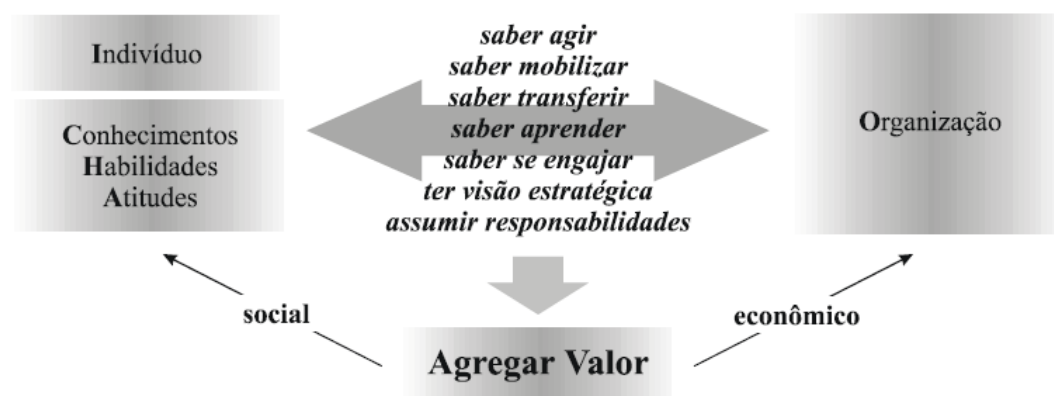 Indivíduo
Conhecimentos
Habilidades
Atitudes
saber agir
saber mobilizar
saber transferir
saber aprender
saber se engajar
ter visão estratégica
assumir responsabilidades
Organização
social
econômico
Agregar Valor